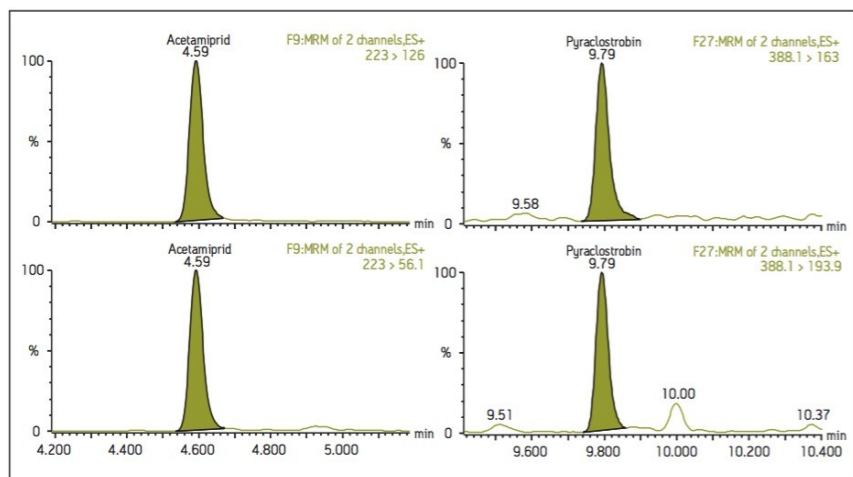 Acetamiprid
4.59
F9:MRM of 2 channels,ES+
223 > 126
100
%
0
min
Pyraclostrobin
9.79
F27:MRM of 2 channels,ES+
388.1 > 163
100
%
9.58
0
min
Acetamiprid
4.59
F9:MRM of 2 channels,ES+
223 > 56.1
100
%
0
min
4.200 4.400 4.600 4.800 5.000
Pyraclostrobin
9.79
F27:MRM of 2 channels,ES+
388.1 > 193.9
100
%
9.51
10.00
10.37
0
min
9.600 9.800 10.000 10.200 10.400